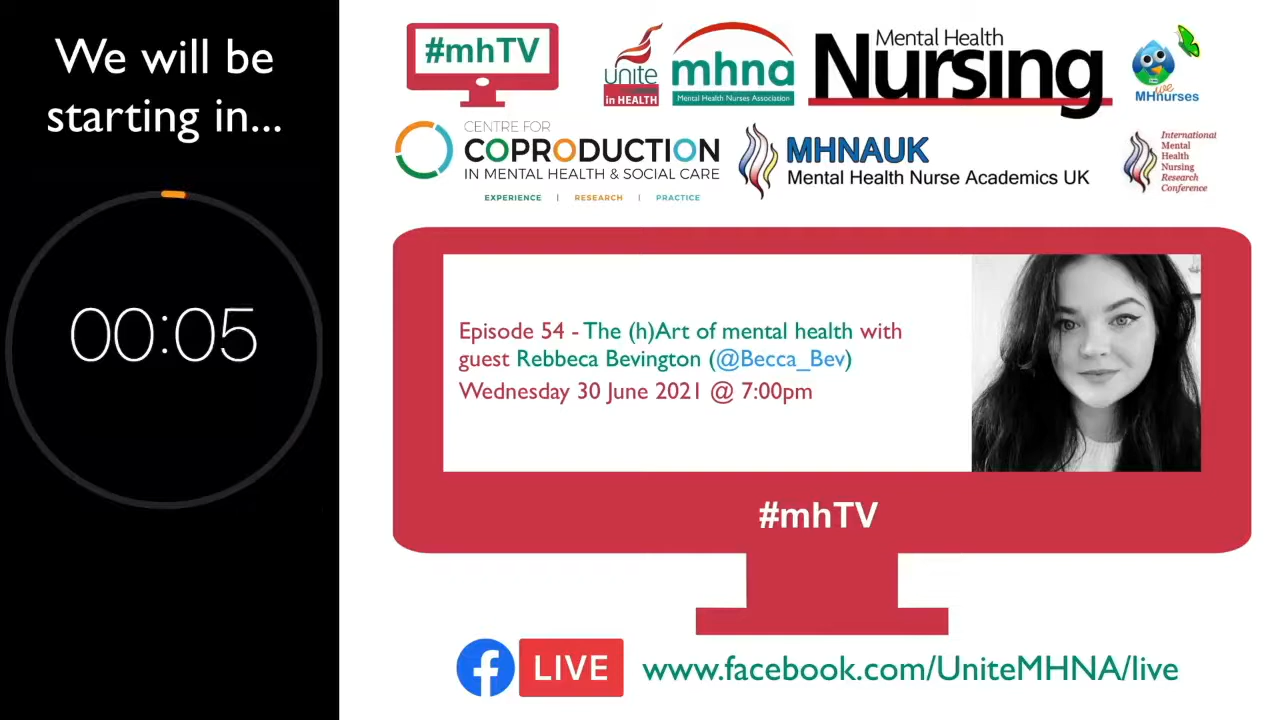 We will be
starting in...
00:05
#mhTV
unite
in HEALTH
mhna
Mental Health Nurses Association
Mental Health
Nursing
we
MHnurses
CENTRE FOR
COPRODUCTION
IN MENTAL HEALTH & SOCIAL CARE
EXPERIENCE | RESEARCH | PRACTICE
MHNAUK
Mental Health Nurse Academics UK
International
Mental
Health
Nursing
Research
Conference
Episode 54 - The (h)Art of mental health with
guest Rebbeca Bevington (@Becca_Bev)
Wednesday 30 June 2021 @ 7:00pm
#mhTV
f LIVE www.facebook.com/UniteMHNA/live